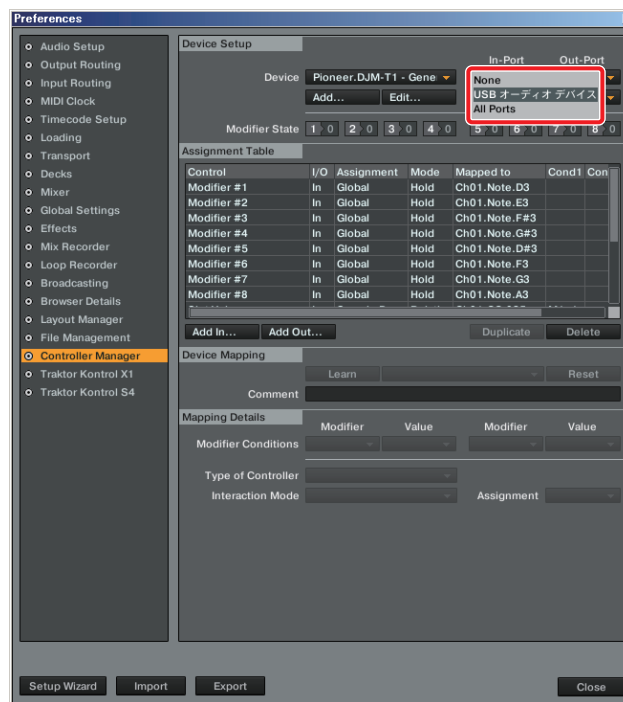 Preferences
Audio Setup
Output Routing
Input Routing
MIDI Clock
Timecode Setup
Loading
Transport
Decks
Mixer
Global Settings
Effects
Mix Recorder
Loop Recorder
Broadcasting
Browser Details
Layout Manager
File Management
Controller Manager
Traktor Kontrol X1
Traktor Kontrol S4
Device Setup
In-Port Out-Port
Device Pioneer.DJM-T1 - Gene
None
USB オーディオ デバイス
All Ports
Add... Edit...
Modifier State 1 0 2 0 3 0 4 0 5 0 6 0 7 0 8 0
Assignment Table
Control I/O Assignment Mode Mapped to Cond1 Con
Modifier #1 In Global Hold Ch01.Note.D3
Modifier #2 In Global Hold Ch01.Note.E3
Modifier #3 In Global Hold Ch01.Note.F#3
Modifier #4 In Global Hold Ch01.Note.G#3
Modifier #5 In Global Hold Ch01.Note.D#3
Modifier #6 In Global Hold Ch01.Note.F3
Modifier #7 In Global Hold Ch01.Note.G3
Modifier #8 In Global Hold Ch01.Note.A3
Add In... Add Out... Duplicate Delete
Device Mapping
Learn Reset
Comment
Mapping Details
Modifier Value Modifier Value
Modifier Conditions
Type of Controller
Interaction Mode Assignment
Setup Wizard Import Export Close